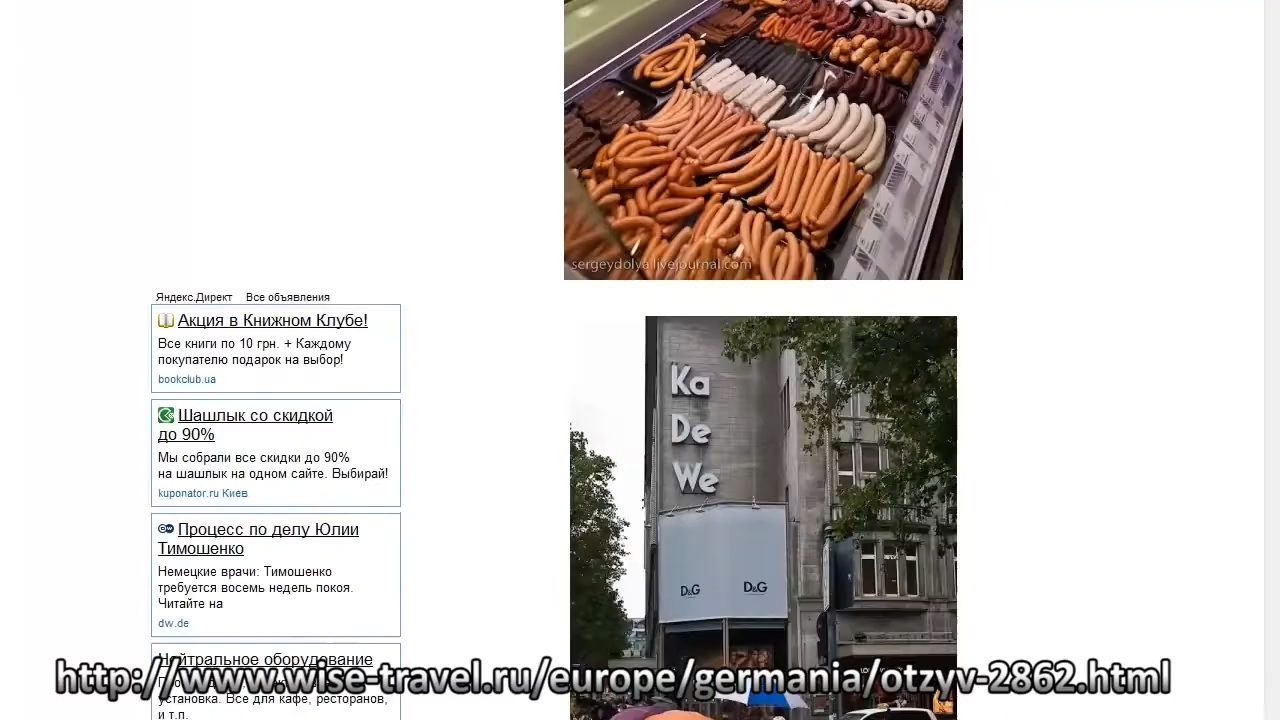 sergeydolya.livejournal.com
Яндекс.Директ Все объявления
Акция в Книжном Клубе!
Все книги по 10 грн. + Каждому
покупателю подарок на выбор!
bookclub.ua
Шашлык со скидкой
до 90%
Мы собрали все скидки до 90%
на шашлык на одном сайте. Выбирай!
kuponator.ru Киев
Процесс по делу Юлии
Тимошенко
Немецкие врачи: Тимошенко
требуется восемь недель покоя.
Читайте на
dw.de
Нейтральное оборудование
установка. Все для кафе, ресторанов,
и т.п.
Ka
De
We
D&G D&G
http://www.wise-travel.ru/europe/germania/otzyv-2862.html